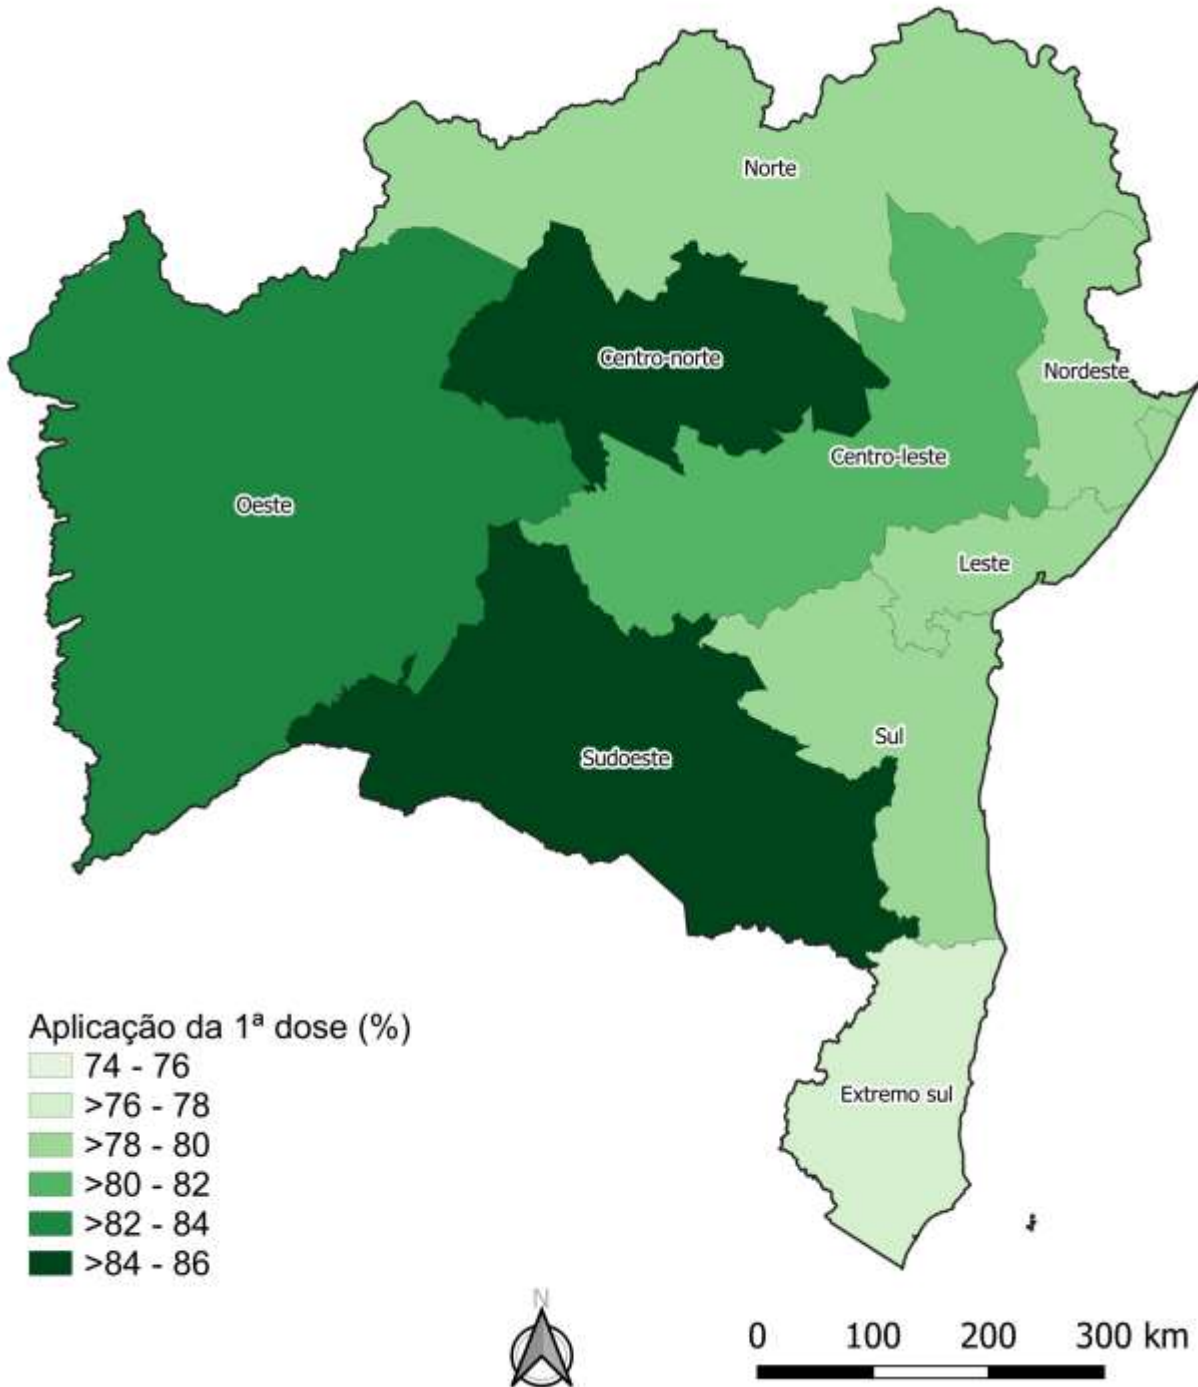 Norte
Centro-norte
Nordeste
Centro-leste
Oeste
Leste
Sul
Sudoeste
Extremo sul
Aplicação da 1ª dose (%)
74 - 76
>76 - 78
>78 - 80
>80 - 82
>82 - 84
>84 - 86
N
0 100 200 300 km